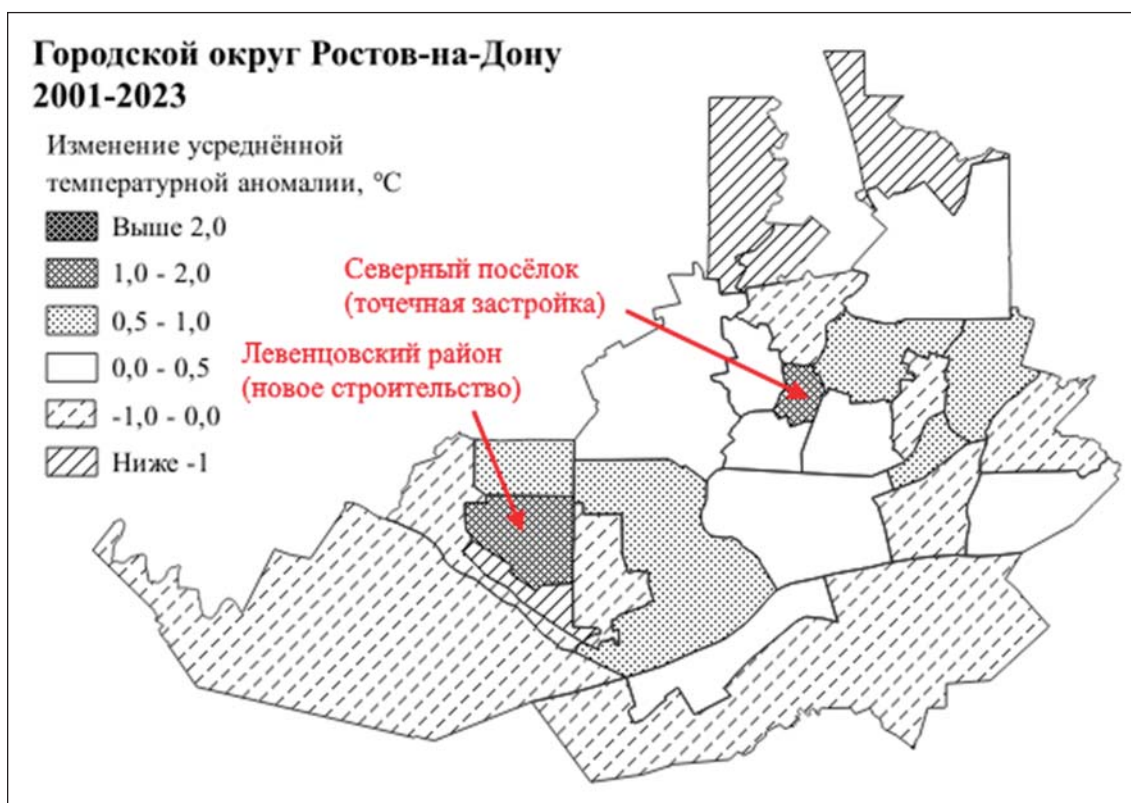 Городской округ Ростов-на-Дону
2001-2023
Изменение усреднённой
температурной аномалии, °C
Выше 2,0
1,0 - 2,0
0,5 - 1,0
0,0 - 0,5
-1,0 - 0,0
Ниже -1
Северный посёлок
(точечная застройка)
Левенцовский район
(новое строительство)